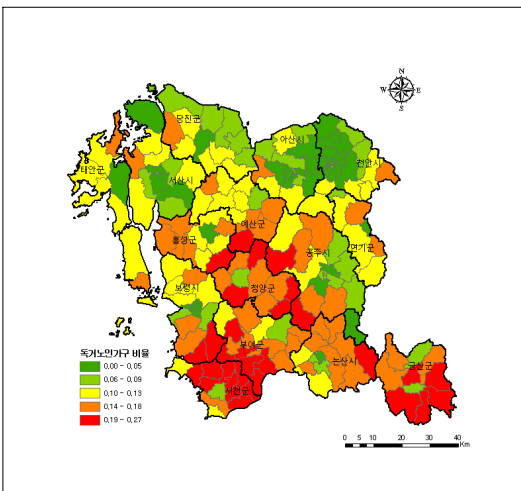 N
W E
S
당진군
아산시
천안시
태안군
서산시
예산군
홍성군
연기군
공주시
보령시
청양군
부여군
논산시
금산군
서천군
독거노인가구 비율
0,00 - 0,05
0,06 - 0,09
0,10 - 0,13
0,14 - 0,18
0,19 - 0,27
0 5 10 20 30 40
Km